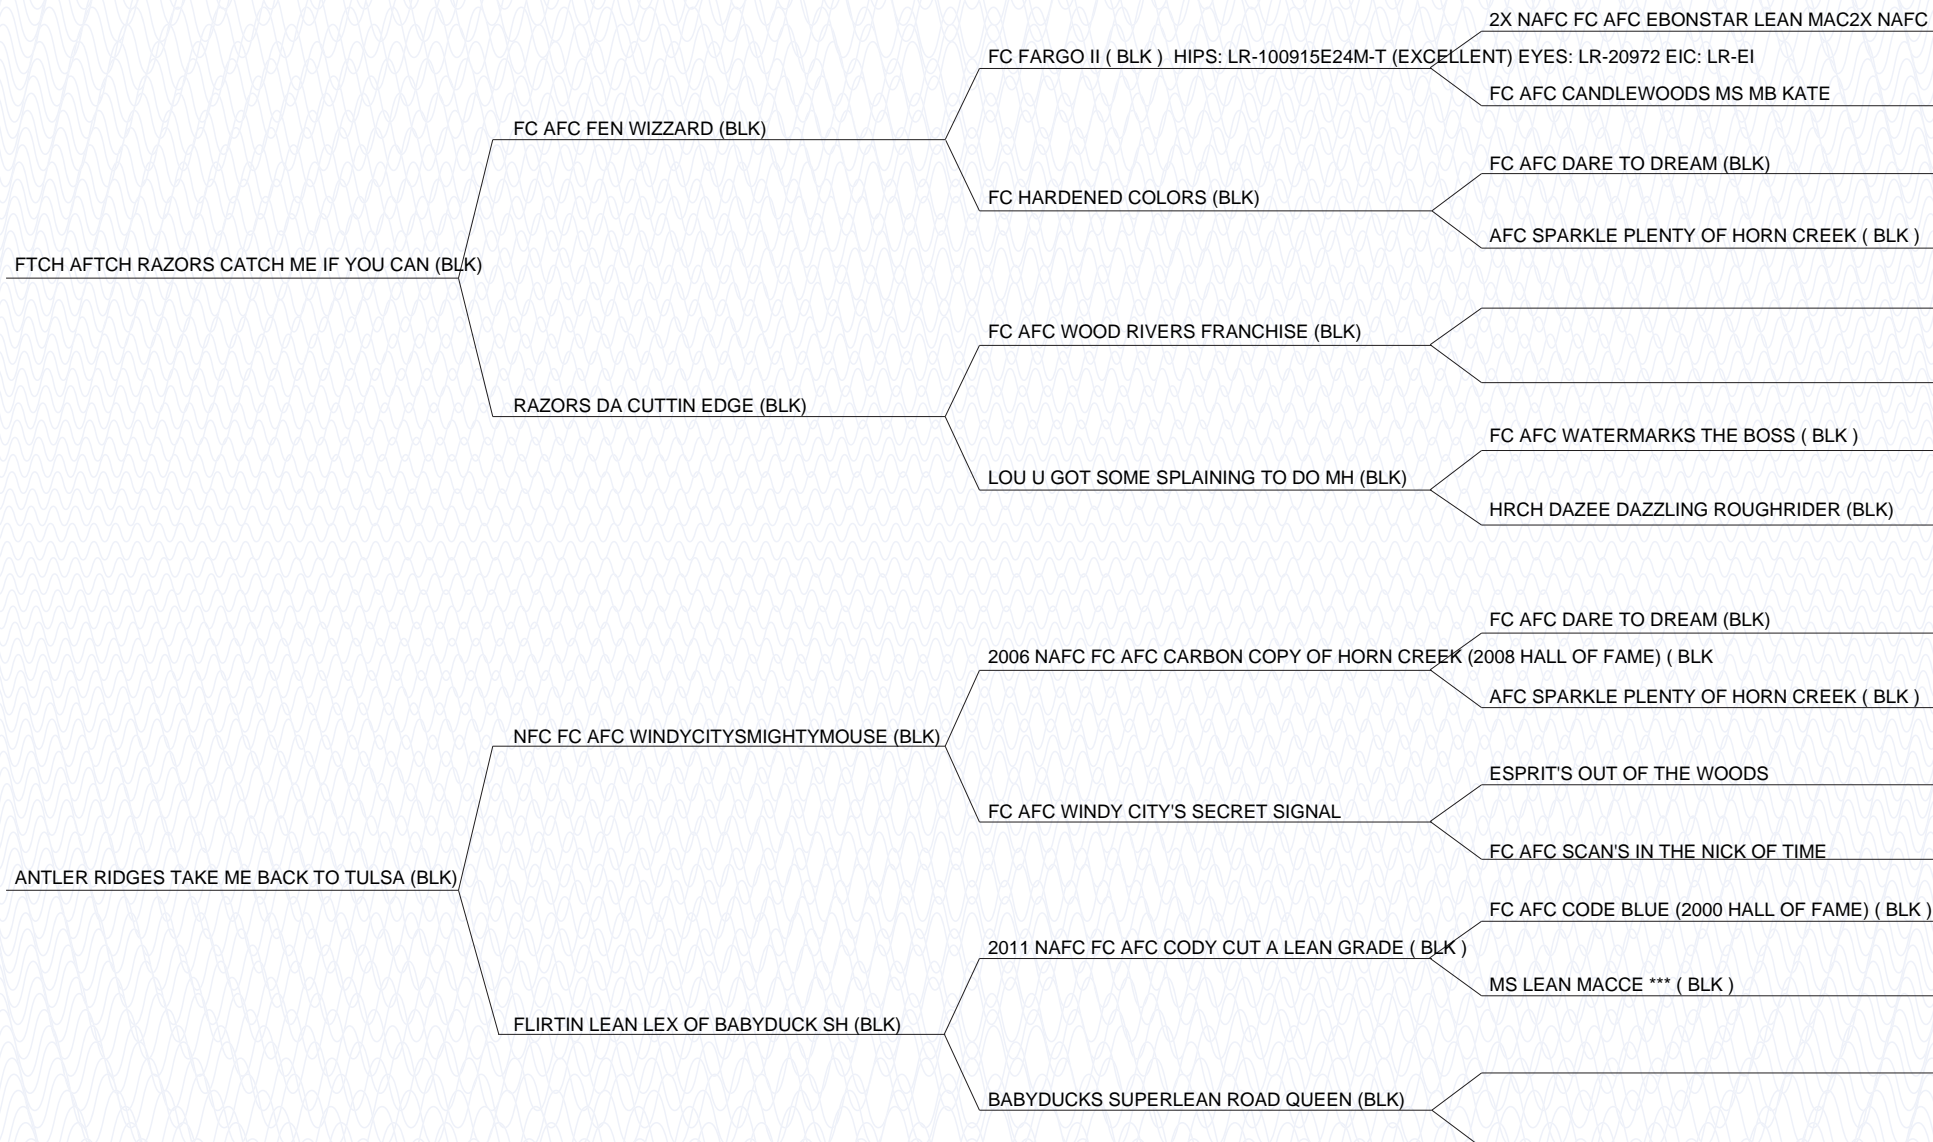 2X NAFC FC AFC EBONSTAR LEAN MAC2X NAFC
FC FARGO II ( BLK )  HIPS: LR-100915E24M-T (EXCELLENT) EYES: LR-20972 EIC: LR-EI
FC AFC CANDLEWOODS MS MB KATE
FC AFC FEN WIZZARD (BLK)
FC AFC DARE TO DREAM (BLK)
FC HARDENED COLORS (BLK)
AFC SPARKLE PLENTY OF HORN CREEK ( BLK )
FTCH AFTCH RAZORS CATCH ME IF YOU CAN (BLK)
FC AFC WOOD RIVERS FRANCHISE (BLK)
RAZORS DA CUTTIN EDGE (BLK)
FC AFC WATERMARKS THE BOSS ( BLK )
LOU U GOT SOME SPLAINING TO DO MH (BLK)
HRCH DAZEE DAZZLING ROUGHRIDER (BLK)
FC AFC DARE TO DREAM (BLK)
2006 NAFC FC AFC CARBON COPY OF HORN CREEK (2008 HALL OF FAME) ( BLK
AFC SPARKLE PLENTY OF HORN CREEK ( BLK )
NFC FC AFC WINDYCITYSMIGHTYMOUSE (BLK)
ESPRIT'S OUT OF THE WOODS
FC AFC WINDY CITY'S SECRET SIGNAL
FC AFC SCAN'S IN THE NICK OF TIME
ANTLER RIDGES TAKE ME BACK TO TULSA (BLK)
FC AFC CODE BLUE (2000 HALL OF FAME) ( BLK )
2011 NAFC FC AFC CODY CUT A LEAN GRADE ( BLK )
MS LEAN MACCE *** ( BLK )
FLIRTIN LEAN LEX OF BABYDUCK SH (BLK)
BABYDUCKS SUPERLEAN ROAD QUEEN (BLK)